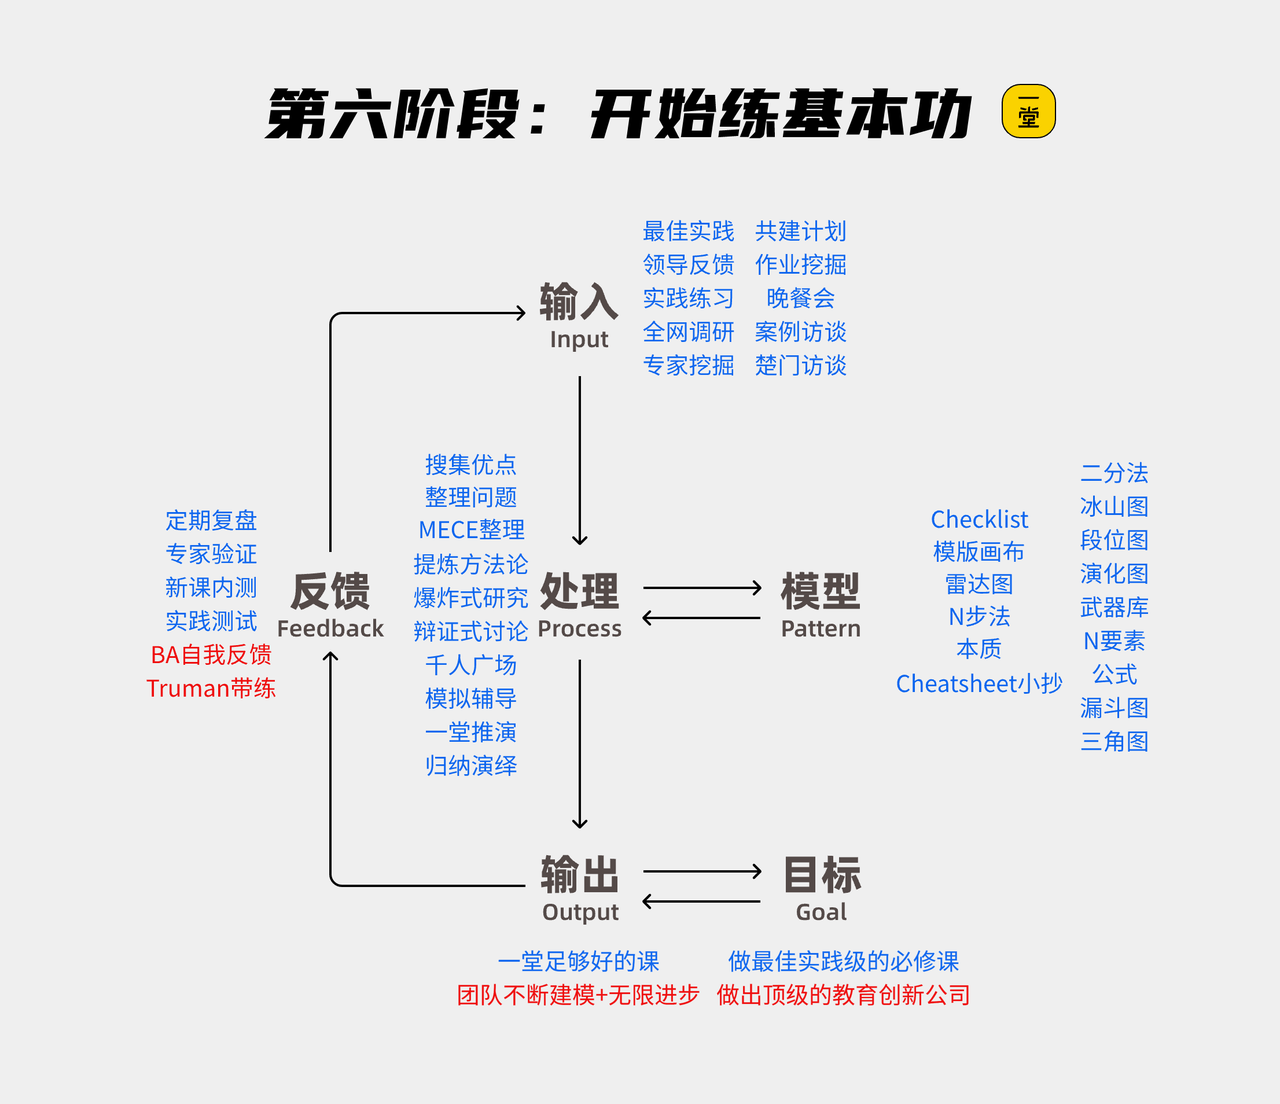 第六阶段：开始练基本功
一堂
输入
Input
最佳实践 共建计划
领导反馈 作业挖掘
实践练习 晚餐会
全网调研 案例访谈
专家挖掘 楚门访谈
定期复盘
专家验证
新课内测
实践测试
BA自我反馈
Truman带练
反馈
Feedback
搜集优点
整理问题
MECE整理
提炼方法论
爆炸式研究
辩证式讨论
千人广场
模拟辅导
一堂推演
归纳演绎
处理
Process
模型
Pattern
Checklist
模版画布
雷达图
N步法
本质
Cheatsheet小抄
二分法
冰山图
段位图
演化图
武器库
N要素
公式
漏斗图
三角图
输出
Output
一堂足够好的课
团队不断建模+无限进步
目标
Goal
做最佳实践级的必修课
做出顶级的教育创新公司